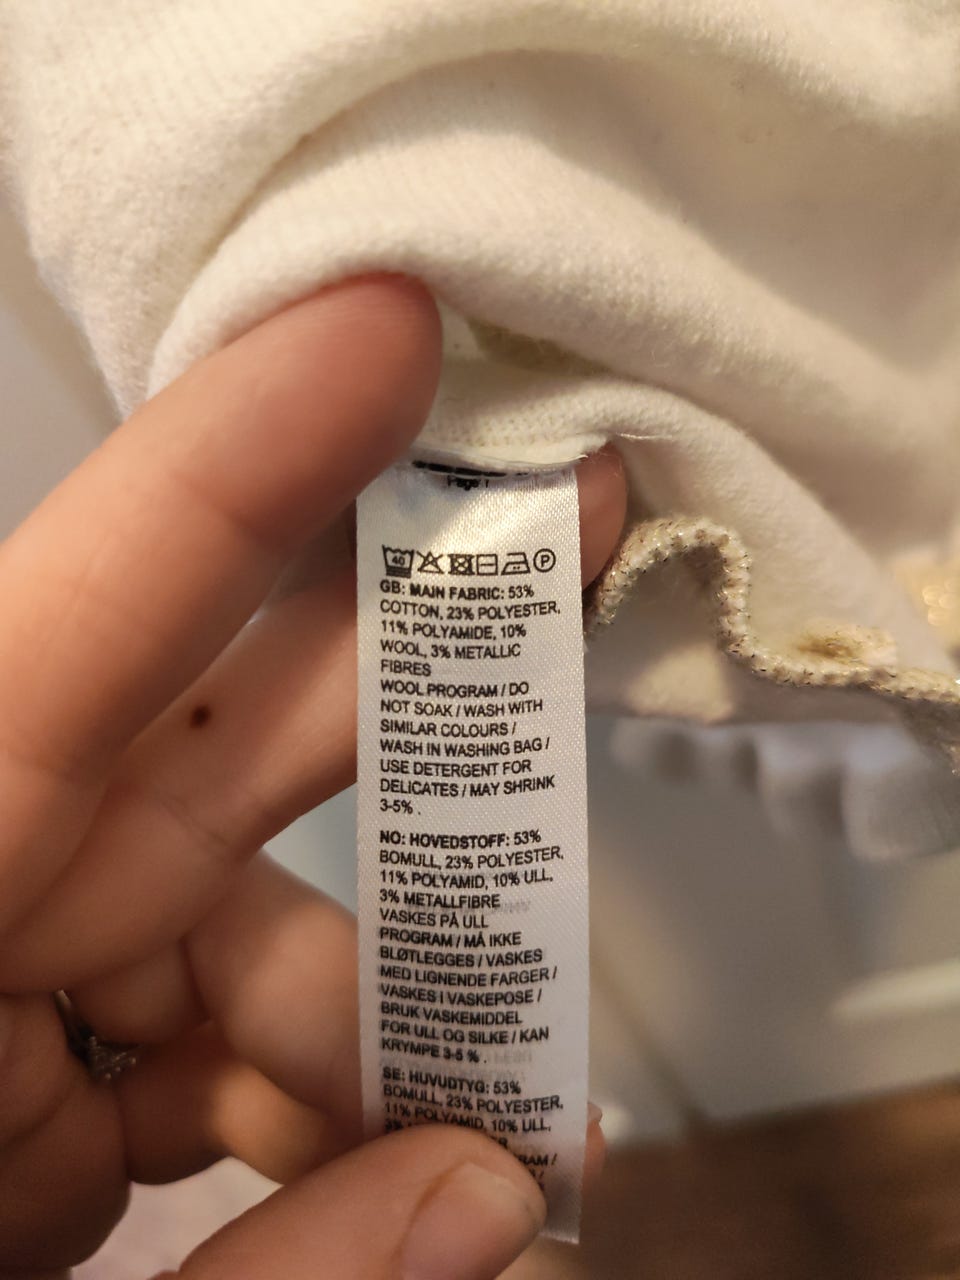 40 P
GB: MAIN FABRIC: 53%
COTTON, 23% POLYESTER,
11% POLYAMIDE, 10%
WOOL, 3% METALLIC
FIBRES
WOOL PROGRAM / DO
NOT SOAK / WASH WITH
SIMILAR COLOURS /
WASH IN WASHING BAG /
USE DETERGENT FOR
DELICATES / MAY SHRINK
3-5% .
NO: HOVEDSTOFF: 53%
BOMULL, 23% POLYESTER,
11% POLYAMID, 10% ULL,
3% METALLFIBRE
VASKES PÅ ULL
PROGRAM / MÅ IKKE
BLØTLEGGES / VASKES
MED LIGNENDE FARGER /
VASKES I VASKEPOSE /
BRUK VASKEMIDDEL
FOR ULL OG SILKE / KAN
KRYMPE 3-5 % .
SE: HUVUDTYG: 53%
BOMULL, 23% POLYESTER,
11% POLYAMID, 10% ULL,
3%